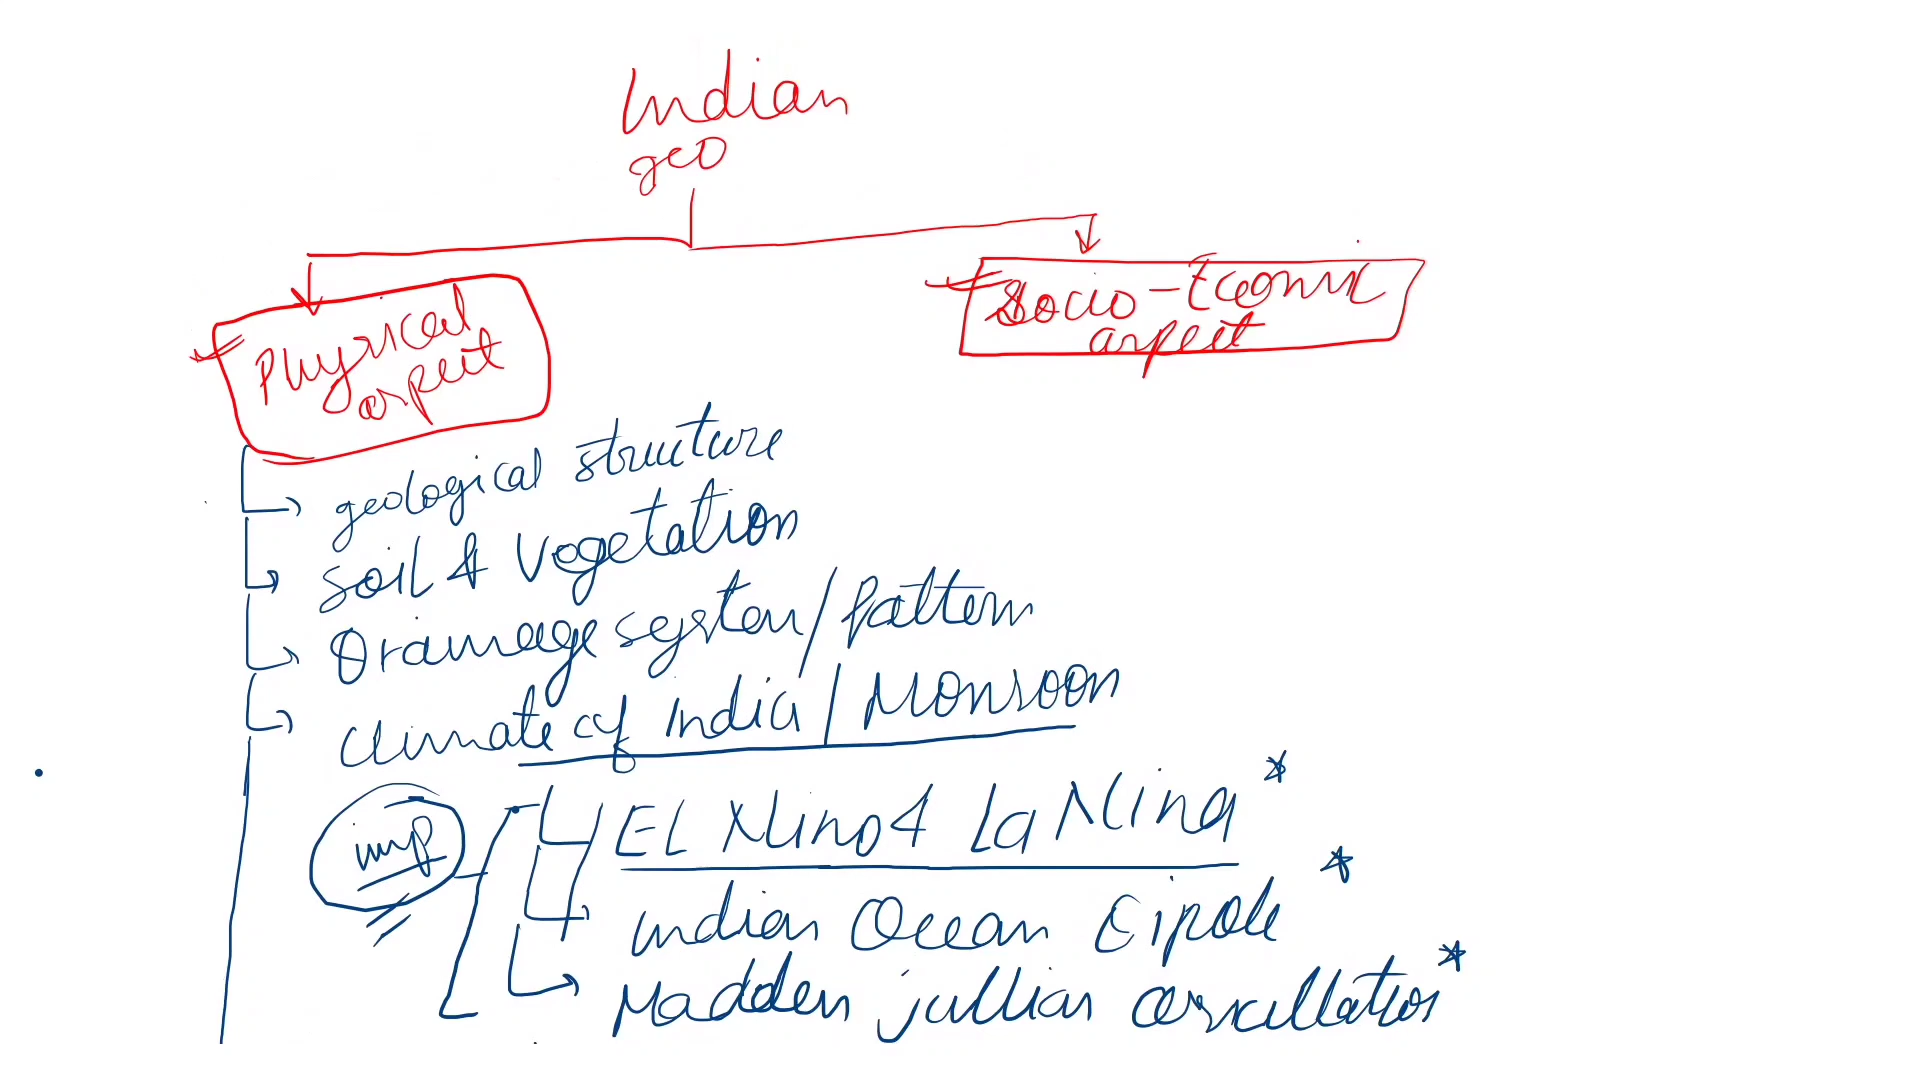 Indian
geo
Physical
aspect
Socio-Economic
aspect
geological structure
soil & vegetation
Drainage system/Pattern
climate of India/Monsoon
imp
EL Nino & La Nina *
Indian Ocean Dipole *
Madden jullian oscillation *